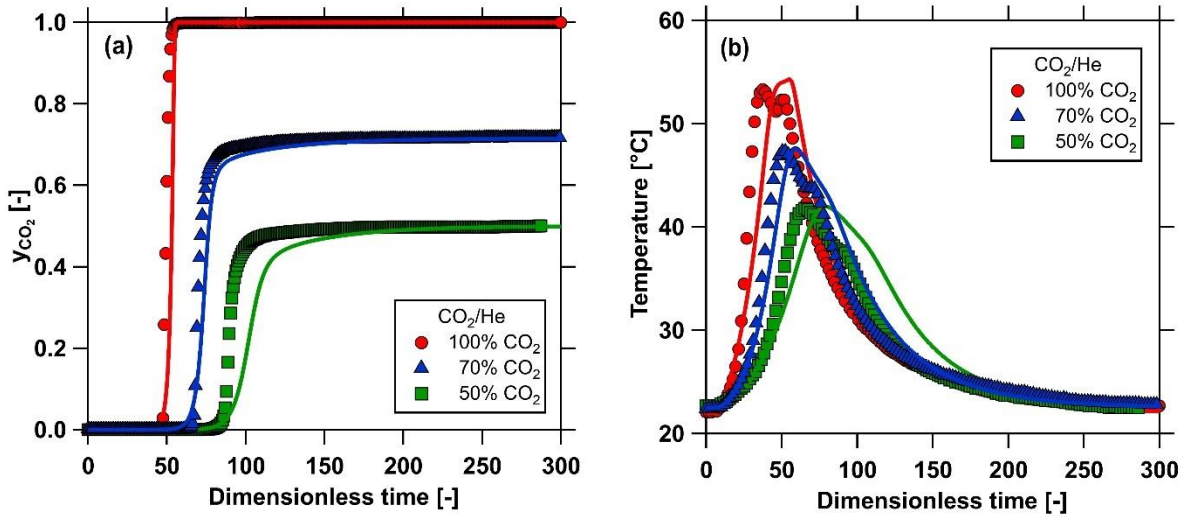 (a)
1.0
0.8
0.6
0.4
0.2
0.0
yCO2 [-]
CO2/He
100% CO2
70% CO2
50% CO2
0 50 100 150 200 250 300
Dimensionless time [-]
(b)
60
50
40
30
20
Temperature [°C]
CO2/He
100% CO2
70% CO2
50% CO2
0 50 100 150 200 250 300
Dimensionless time [-]